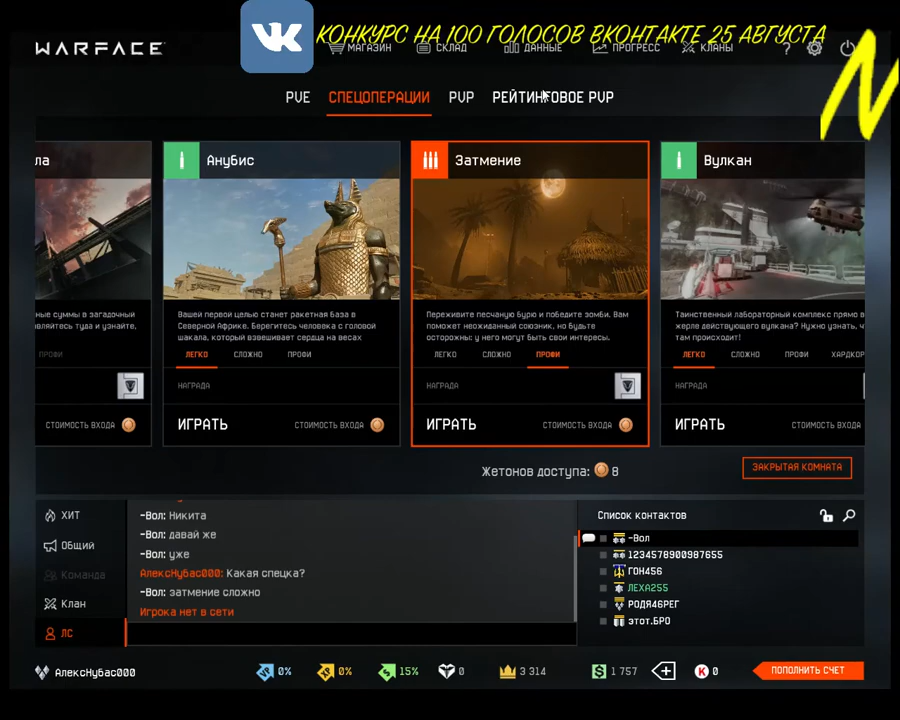 КОНКУРС НА 100 ГОЛОСОВ ВКОНТАКТЕ 25 АВГУСТА
WARFACE
МАГАЗИН СКЛАД ДАННЫЕ ПРОГРЕСС КЛАНЫ ?
PVE СПЕЦОПЕРАЦИИ PVP РЕЙТИНГОВОЕ PVP
ла
ные суммы в загадочный
ПРОФИ
СТОИМОСТЬ ВХОДА
Анубис
Вашей первой целью станет ракетная база в
Северной Африке. Берегитесь человека с головой
шакала, который взвешивает сердца на весах
ЛЕГКО СЛОЖНО ПРОФИ
НАГРАДА
ИГРАТЬ СТОИМОСТЬ ВХОДА
Затмение
Переживите песчаную бурю и победите зомби. Вам
поможет неожиданный союзник, но будьте
осторожны: у него могут быть свои интересы.
ЛЕГКО СЛОЖНО ПРОФИ
НАГРАДА
ИГРАТЬ СТОИМОСТЬ ВХОДА
Вулкан
Таинственный лабораторный комплекс прямо в
жерле действующего вулкана? Нужно узнать,
там происходит!
ЛЕГКО СЛОЖНО ПРОФИ ХАРДКОР
НАГРАДА
ИГРАТЬ СТОИМОСТЬ ВХОДА
Жетонов доступа: 8
ЗАКРЫТАЯ КОМНАТА
ХИТ
Общий
Команда
Клан
ЛС
-Вол: Никита
-Вол: давай же
-Вол: уже
АлексНубас000: Какая спецка?
-Вол: затмение сложно
Игрока нет в сети
Список контактов
-Вол
1234578900987655
ГОН456
ЛЕХА255
РОДЯ46РЕГ
этот.БРО
АлексНубас000 0% 0% 15% 0 3 314 1 757 K 0 ПОПОЛНИТЬ СЧЕТ